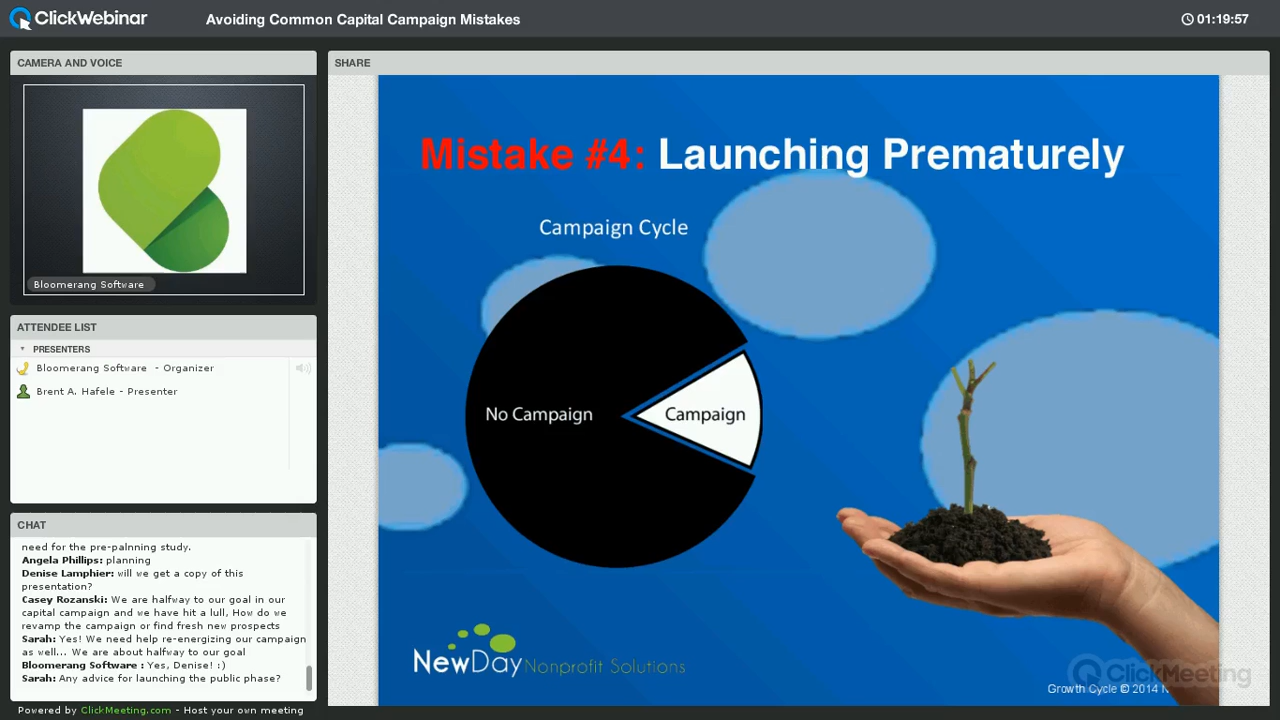 ClickWebinar
Avoiding Common Capital Campaign Mistakes
01:19:57
CAMERA AND VOICE
Bloomerang Software
ATTENDEE LIST
PRESENTERS
Bloomerang Software - Organizer
Brent A. Hafele - Presenter
CHAT
need for the pre-palnning study.
Angela Phillips: planning
Denise Lamphier: will we get a copy of this
presentation?
Casey Rozanski: We are halfway to our goal in our
capital campaign and we have hit a lull, How do we
revamp the campaign or find fresh new prospects
Sarah: Yes! We need help re-energizing our campaign
as well... We are about halfway to our goal
Bloomerang Software : Yes, Denise! :)
Sarah: Any advice for launching the public phase?
Powered by ClickMeeting.com - Host your own meeting
SHARE
Mistake #4: Launching Prematurely
Campaign Cycle
No Campaign
Campaign
NewDay Nonprofit Solutions
ClickMeeting
Growth Cycle © 2014 N